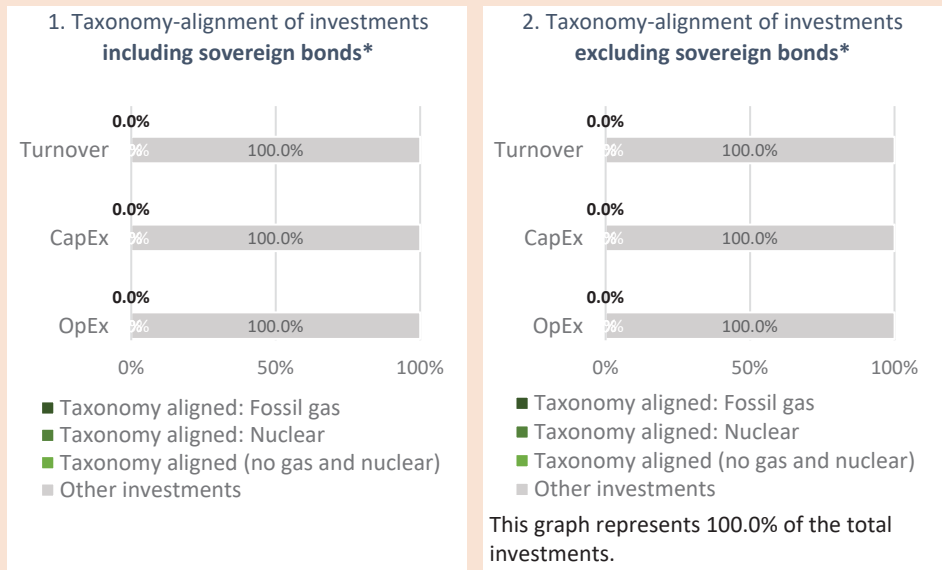 1. Taxonomy-alignment of investments
including sovereign bonds*
0.0%
Turnover
100.0%
0.0%
CapEx
100.0%
0.0%
OpEx
100.0%
0% 50% 100%
Taxonomy aligned: Fossil gas
Taxonomy aligned: Nuclear
Taxonomy aligned (no gas and nuclear)
Other investments
2. Taxonomy-alignment of investments
excluding sovereign bonds*
0.0%
Turnover
100.0%
0.0%
CapEx
100.0%
0.0%
OpEx
100.0%
0% 50% 100%
Taxonomy aligned: Fossil gas
Taxonomy aligned: Nuclear
Taxonomy aligned (no gas and nuclear)
Other investments
This graph represents 100.0% of the total
investments.